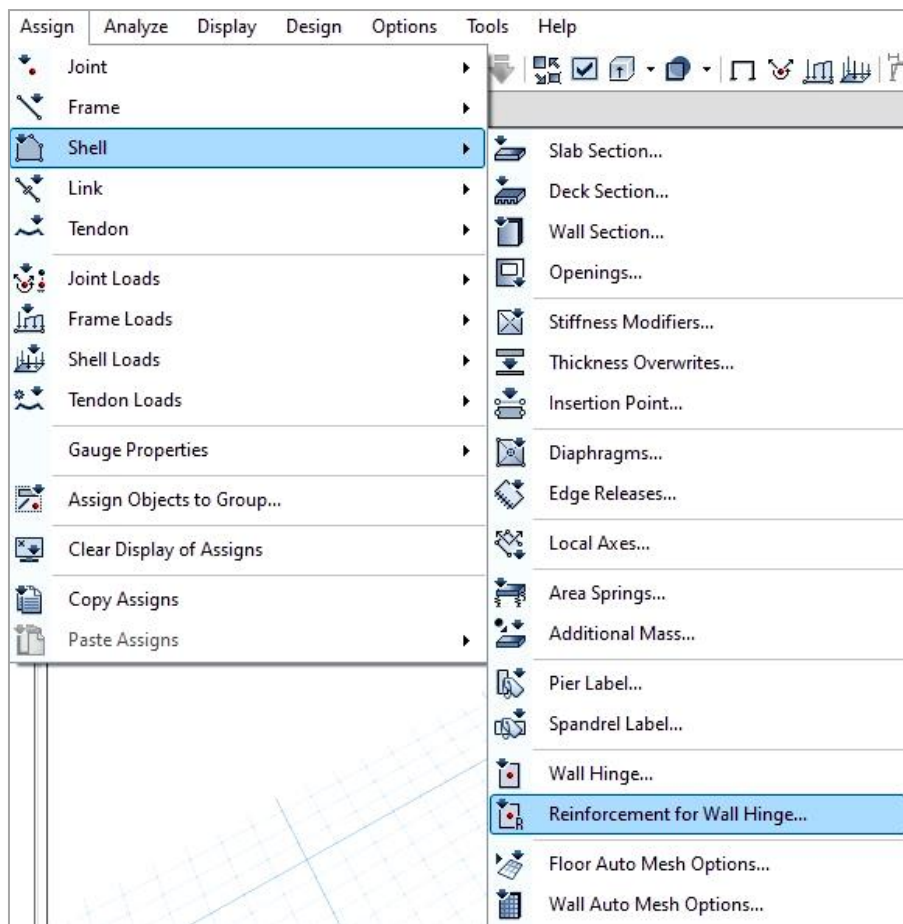 Assign Analyze Display Design Options Tools Help
Joint
Frame
Shell
Link
Tendon
Joint Loads
Frame Loads
Shell Loads
Tendon Loads
Gauge Properties
Assign Objects to Group...
Clear Display of Assigns
Copy Assigns
Paste Assigns
Slab Section...
Deck Section...
Wall Section...
Openings...
Stiffness Modifiers...
Thickness Overwrites...
Insertion Point...
Diaphragms...
Edge Releases...
Local Axes...
Area Springs...
Additional Mass...
Pier Label...
Spandrel Label...
Wall Hinge...
Reinforcement for Wall Hinge...
Floor Auto Mesh Options...
Wall Auto Mesh Options...